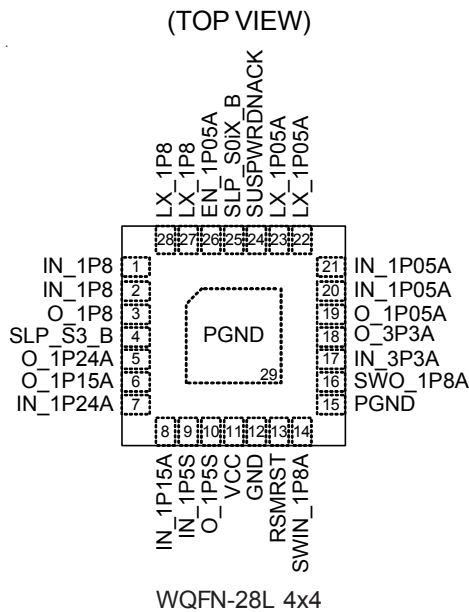 (TOP VIEW)
LX_1P8
LX_1P8
EN_1P05A
SLP_S0iX_B
SUSPWRDNACK
LX_1P05A
LX_1P05A
28 27 26 25 24 23 22
IN_1P8 1
IN_1P8 2
O_1P8 3
SLP_S3_B 4
O_1P24A 5
O_1P15A 6
IN_1P24A 7
PGND
29
21 IN_1P05A
20 IN_1P05A
19 O_1P05A
18 O_3P3A
17 IN_3P3A
16 SWO_1P8A
15 PGND
8 9 10 11 12 13 14
IN_1P15A
IN_1P5S
O_1P5S
VCC
GND
RSMRST
SWIN_1P8A
WQFN-28L 4x4